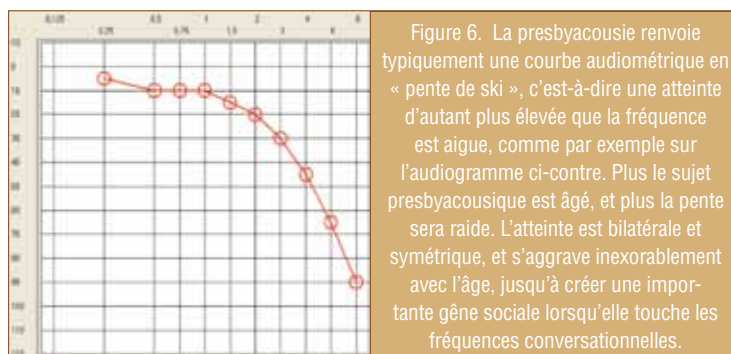 0,125 0,5 1 2 4 8
0,25 0,75 1,5 3 6
10
Figure 6. La presbyacousie renvoie
typiquement une courbe audiométrique en
« pente de ski », c’est-à-dire une atteinte
d’autant plus élevée que la fréquence
est aigue, comme par exemple sur
l’audiogramme ci-contre. Plus le sujet
presbyacousique est âgé, et plus la pente
sera raide. L’atteinte est bilatérale et
symétrique, et s’aggrave inexorablement
avec l’âge, jusqu’à créer une impor-
tante gêne sociale lorsqu’elle touche les
fréquences conversationnelles.